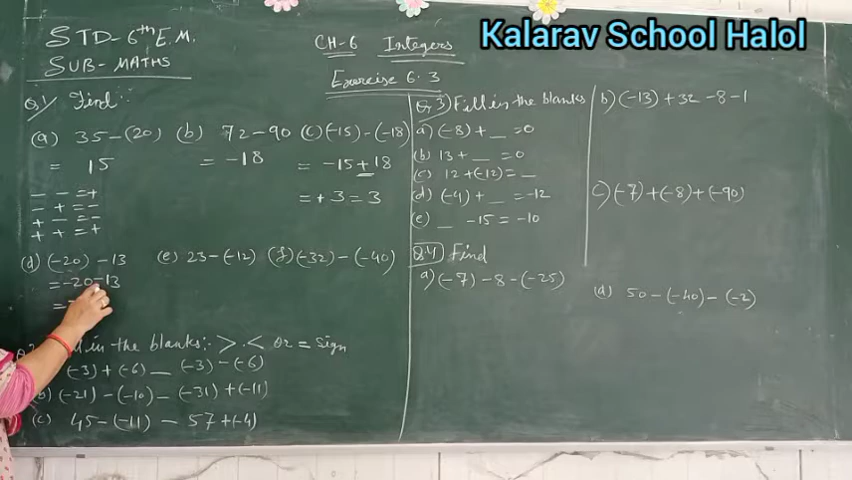 Kalarav School Halol
STD-6th E.M.
SUB-MATHS
CH-6 Integers
Exercise 6.3
Q.1/ Find :-
(a) 35-(20) (b) 72-90 (c) (-15)-(-18)
= 15 = -18 = -15+18
= +3 = 3
- - = +
- + = -
+ - = -
+ + = +
(d) (-20) -13 (e) 23-(-12) (f) (-32)-(-40)
= -20-13
=
in the blanks:- >, < or = sign
(-3)+(-6) __ (-3)-(-6)
(-21)-(-10) - (-31)+(-11)
(c) 45-(-11) - 57+(-4)
Q.3) Fill in the blanks
a) (-8)+ __ =0
(b) 13+ __ =0
(c) 12+(-12)= __
(d) (-4)+ __ =-12
(e) __ -15=-10
Q.4 Find
a) (-7)-8-(-25)
b) (-13)+32-8-1
c) (-7)+(-8)+(-90)
(d) 50-(-40)-(-2)